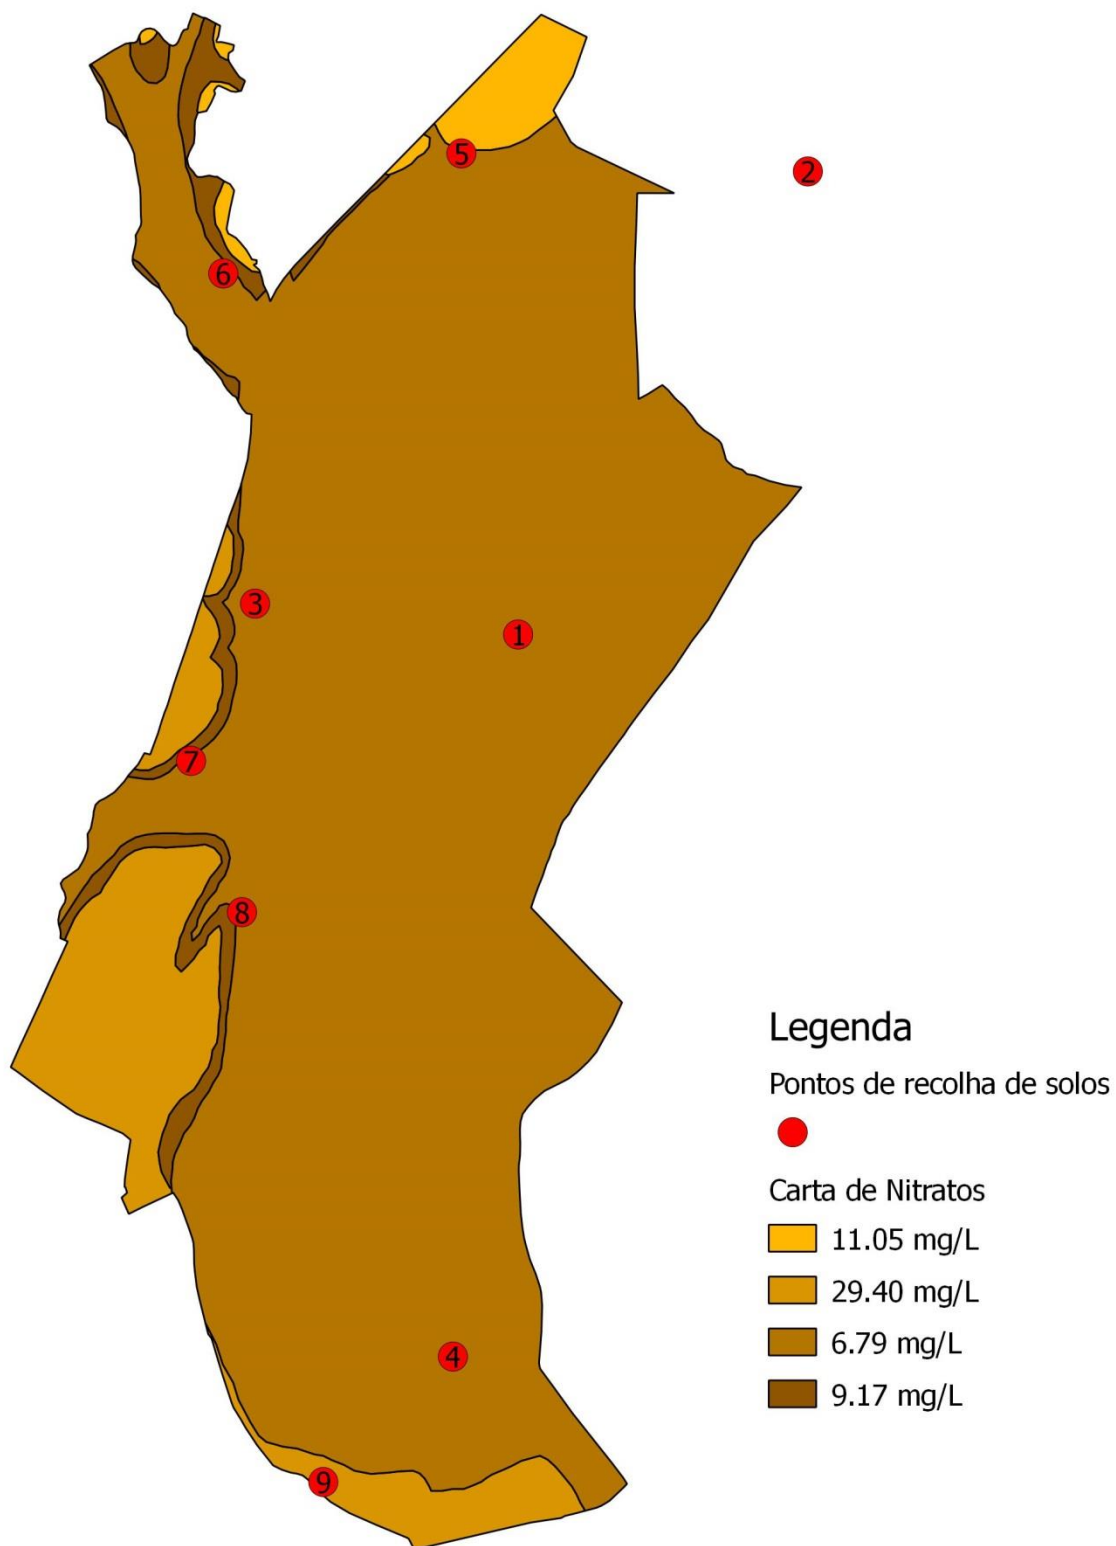 5
2
6
3
1
7
8
4
9
Legenda
Pontos de recolha de solos
Carta de Nitratos
11.05 mg/L
29.40 mg/L
6.79 mg/L
9.17 mg/L